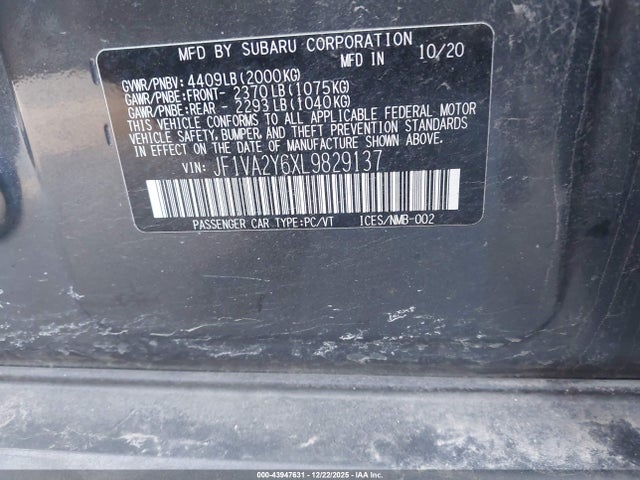 MFD BY SUBARU CORPORATION 10/20
MFD IN
GVWR/PNBV: 4409LB(2000KG)
GAWR/PNBE:FRONT- 2370LB(1075KG)
GAWR/PNBE:REAR - 2293LB(1040KG)
THIS VEHICLE CONFORMS TO ALL APPLICABLE FEDERAL MOTOR
VEHICLE SAFETY, BUMPER, AND THEFT PREVENTION STANDARDS
IN EFFECT ON THE DATE OF MANUFACTURE SHOWN ABOVE.
VIN: JF1VA2Y6XL9829137
PASSENGER CAR TYPE:PC/VT ICES/NMB-002
000-43947631 - 12/22/2025 - IAAI.COM